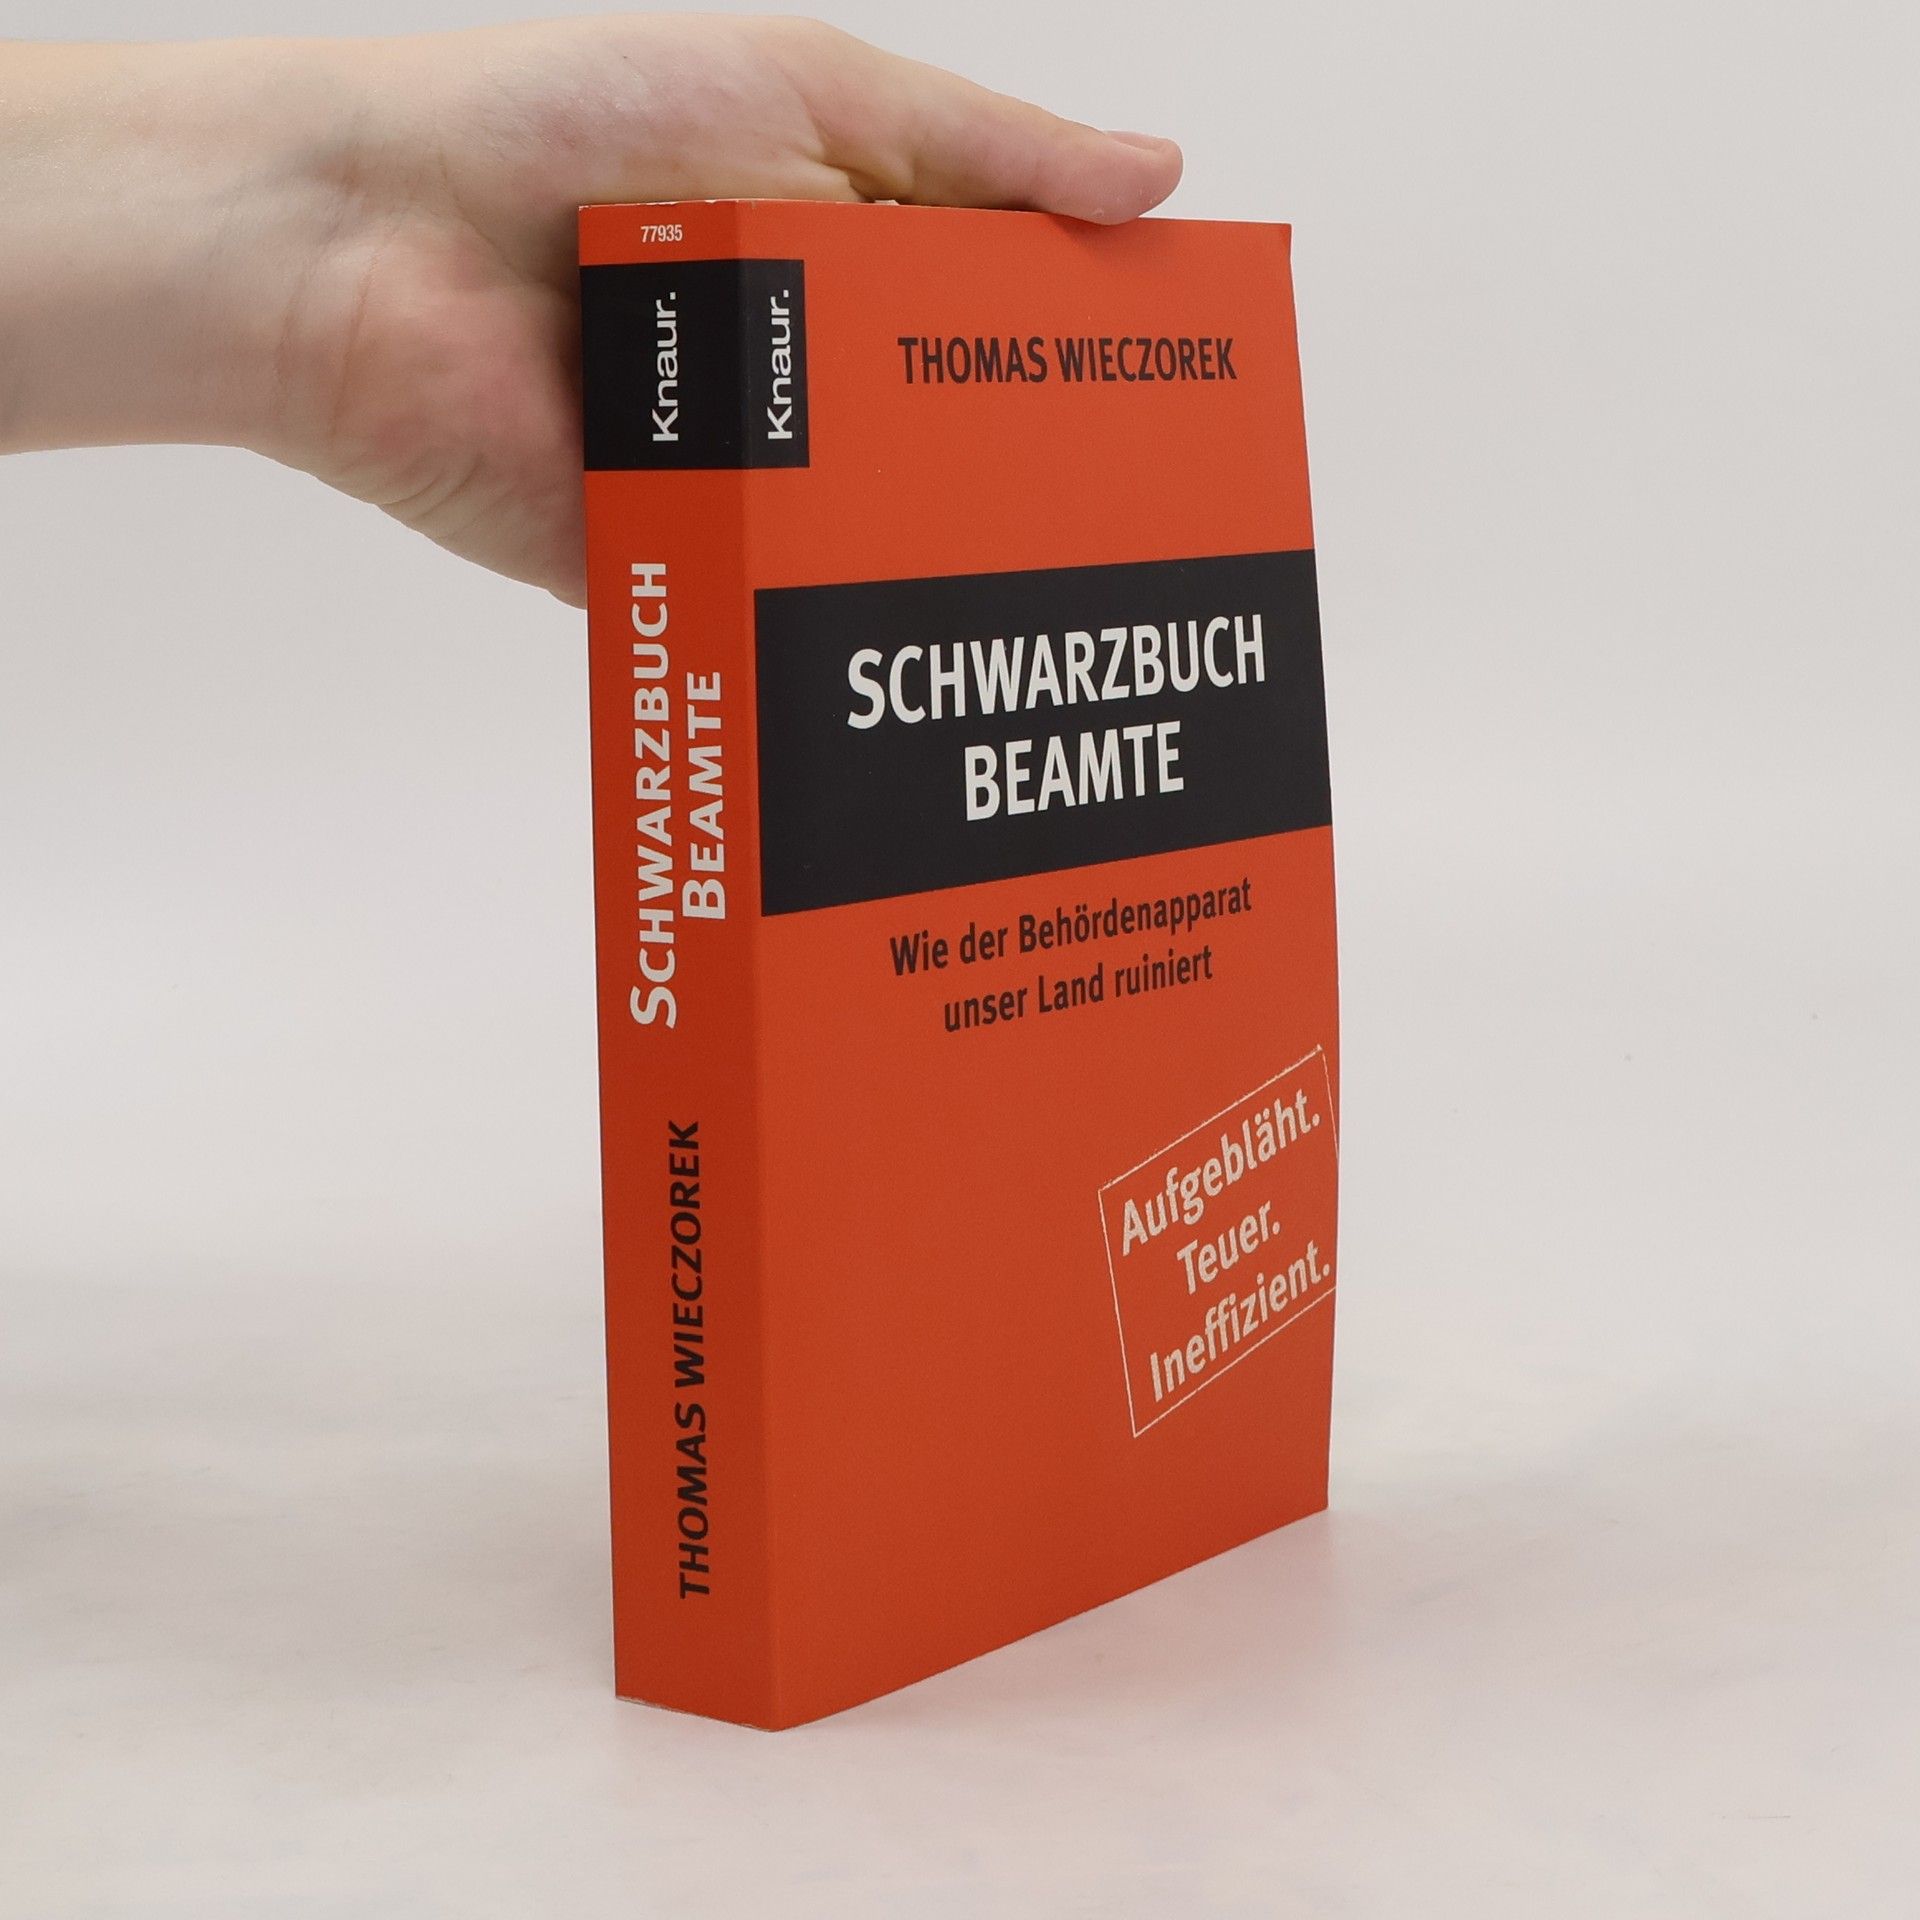 77935
Knaur.
Knaur.
SCHWARZBUCH
BEAMTE
THOMAS WIECZOREK
THOMAS WIECZOREK
SCHWARZBUCH
BEAMTE
Wie der Behördenapparat
unser Land ruiniert
Aufgebläht.
Teuer.
Ineffizient.